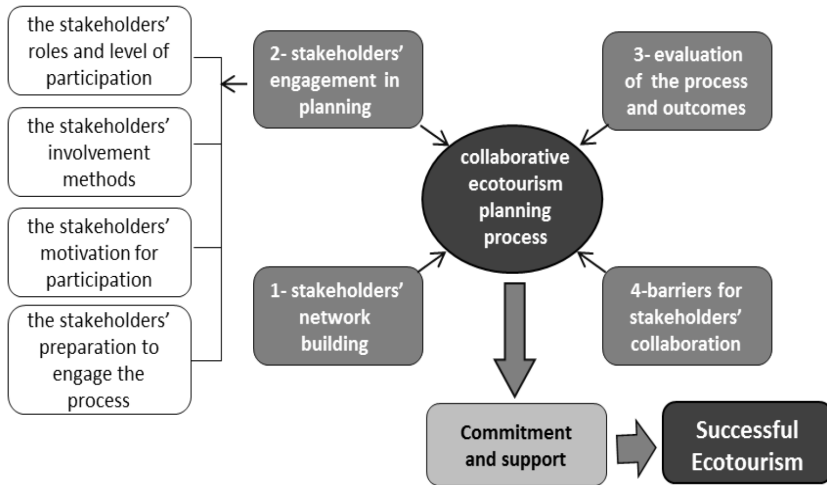 the stakeholders’
roles and level of
participation
the stakeholders’
involvement
methods
the stakeholders’
motivation for
participation
the stakeholders’
preparation to
engage the
process
2- stakeholders’
engagement in
planning
3- evaluation
of the process
and outcomes
collaborative
ecotourism
planning
process
1- stakeholders’
network
building
4-barriers for
stakeholders’
collaboration
Commitment
and support
Successful
Ecotourism